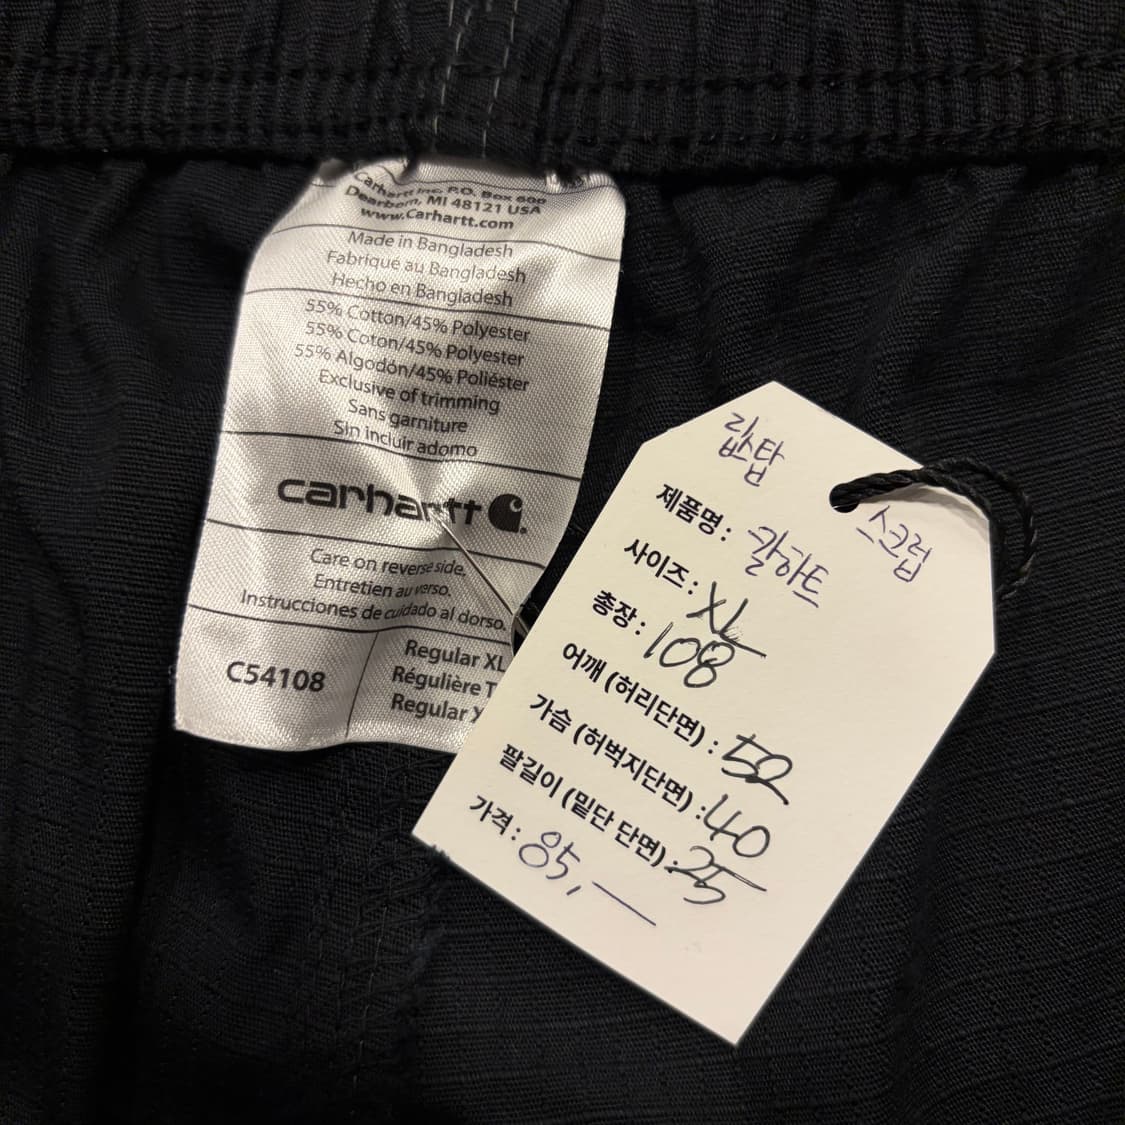 Carhartt Inc. P.O. Box 600
Dearborn, MI 48121 USA
www.Carhartt.com
Made in Bangladesh
Fabriqué au Bangladesh
Hecho en Bangladesh
55% Cotton/45% Polyester
55% Coton/45% Polyester
55% Algodón/45% Poliéster
Exclusive of trimming
Sans garniture
Sin incluir adorno
carhartt
Care on reverse side.
Entretien au verso.
Instrucciones de cuidado al dorso.
C54108
Regular XL
Régulière T
Regular X
립스탑
스크럽
제품명: 칼하트
사이즈: XL
총장: 108
어깨 (허리단면) : 52
가슴 (허벅지단면) : 40
팔길이 (밑단 단면) : 25
가격 : 85,—